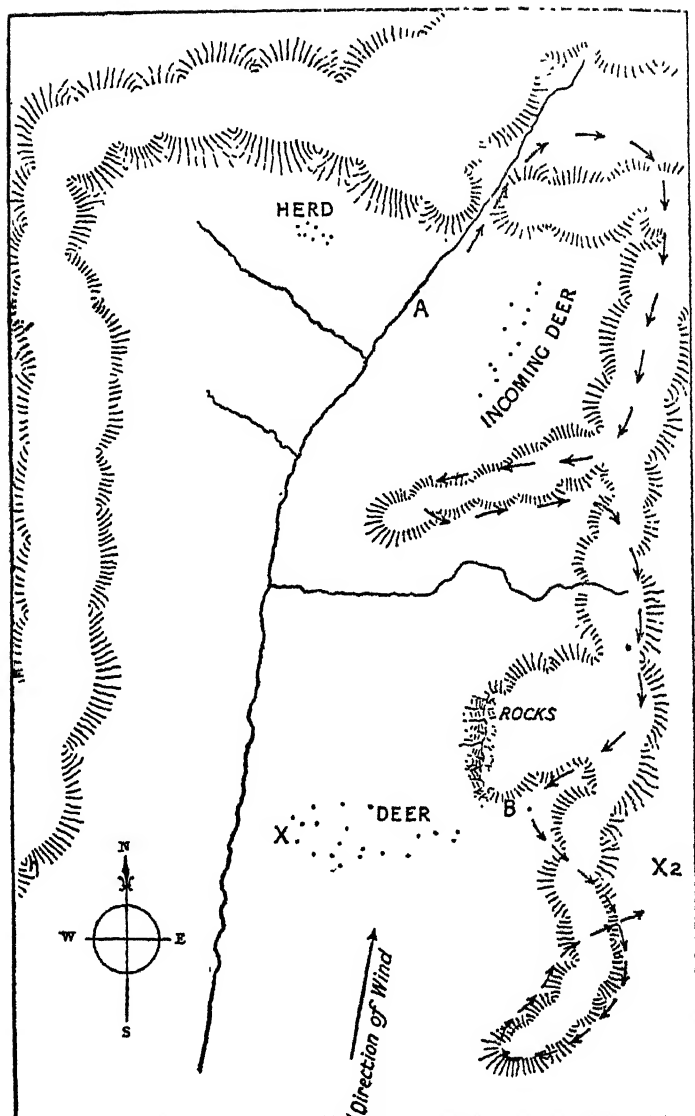 HERD
A
INCOMING DEER
ROCKS
B
DEER
X
X2
N
W E
S
Direction of Wind